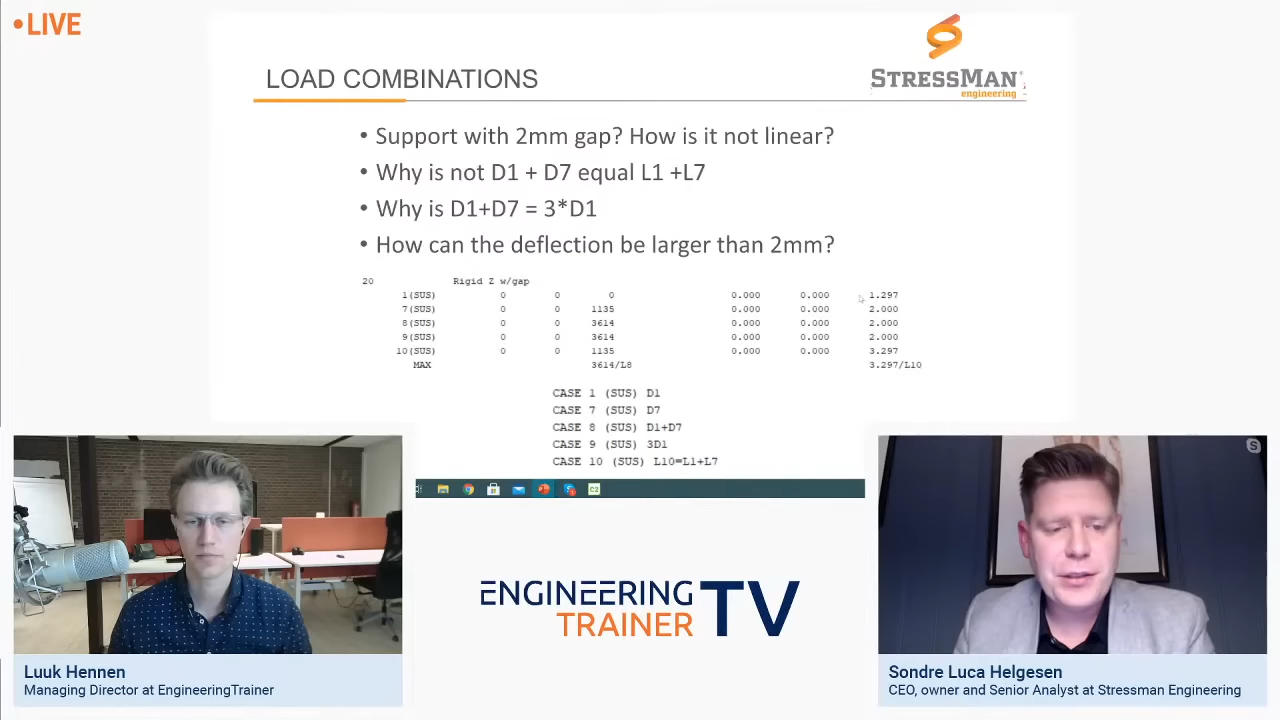 •LIVE
STRESSMAN
engineering
LOAD COMBINATIONS
• Support with 2mm gap? How is it not linear?
• Why is not D1 + D7 equal L1 +L7
• Why is D1+D7 = 3*D1
• How can the deflection be larger than 2mm?
20 Rigid Z w/gap
1(SUS) 0 0 0 0.000 0.000 1.297
7(SUS) 0 0 1135 0.000 0.000 2.000
8(SUS) 0 0 3614 0.000 0.000 2.000
9(SUS) 0 0 3614 0.000 0.000 2.000
10(SUS) 0 0 1135 0.000 0.000 3.297
MAX 3614/L8 3.297/L10
CASE 1 (SUS) D1
CASE 7 (SUS) D7
CASE 8 (SUS) D1+D7
CASE 9 (SUS) 3D1
CASE 10 (SUS) L10=L1+L7
C2
ENGINEERING
TRAINER
TV
Luuk Hennen
Managing Director at EngineeringTrainer
Sondre Luca Helgesen
CEO, owner and Senior Analyst at Stressman Engineering